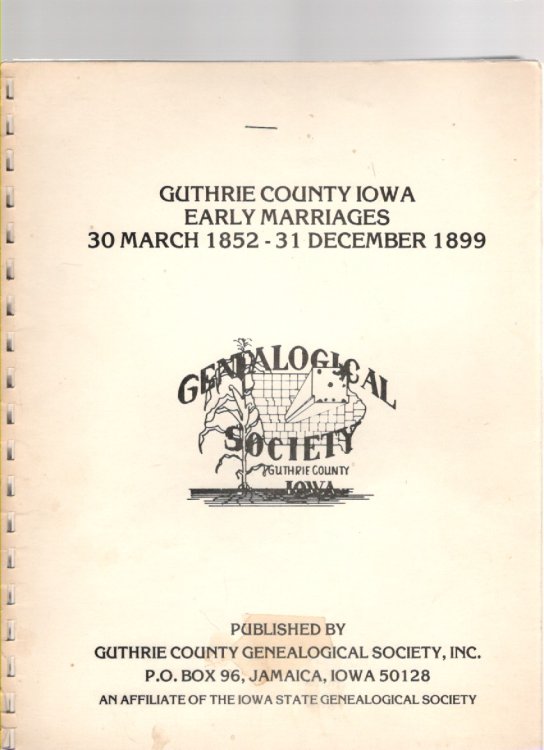 GUTHRIE COUNTY IOWA
EARLY MARRIAGES
30 MARCH 1852 - 31 DECEMBER 1899
GENEALOGICAL
SOCIETY
GUTHRIE COUNTY
IOWA
PUBLISHED BY
GUTHRIE COUNTY GENEALOGICAL SOCIETY, INC.
P.O. BOX 96, JAMAICA, IOWA 50128
AN AFFILIATE OF THE IOWA STATE GENEALOGICAL SOCIETY